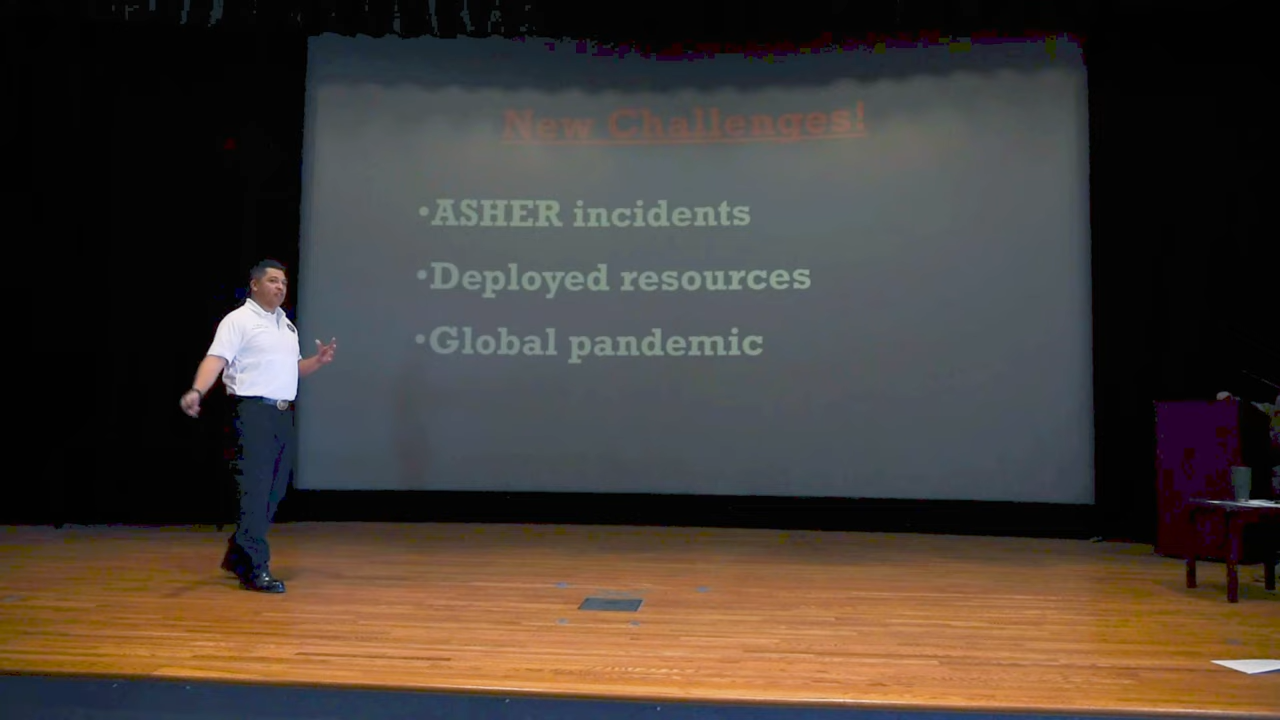 New Challenges!
•ASHER incidents
•Deployed resources
•Global pandemic